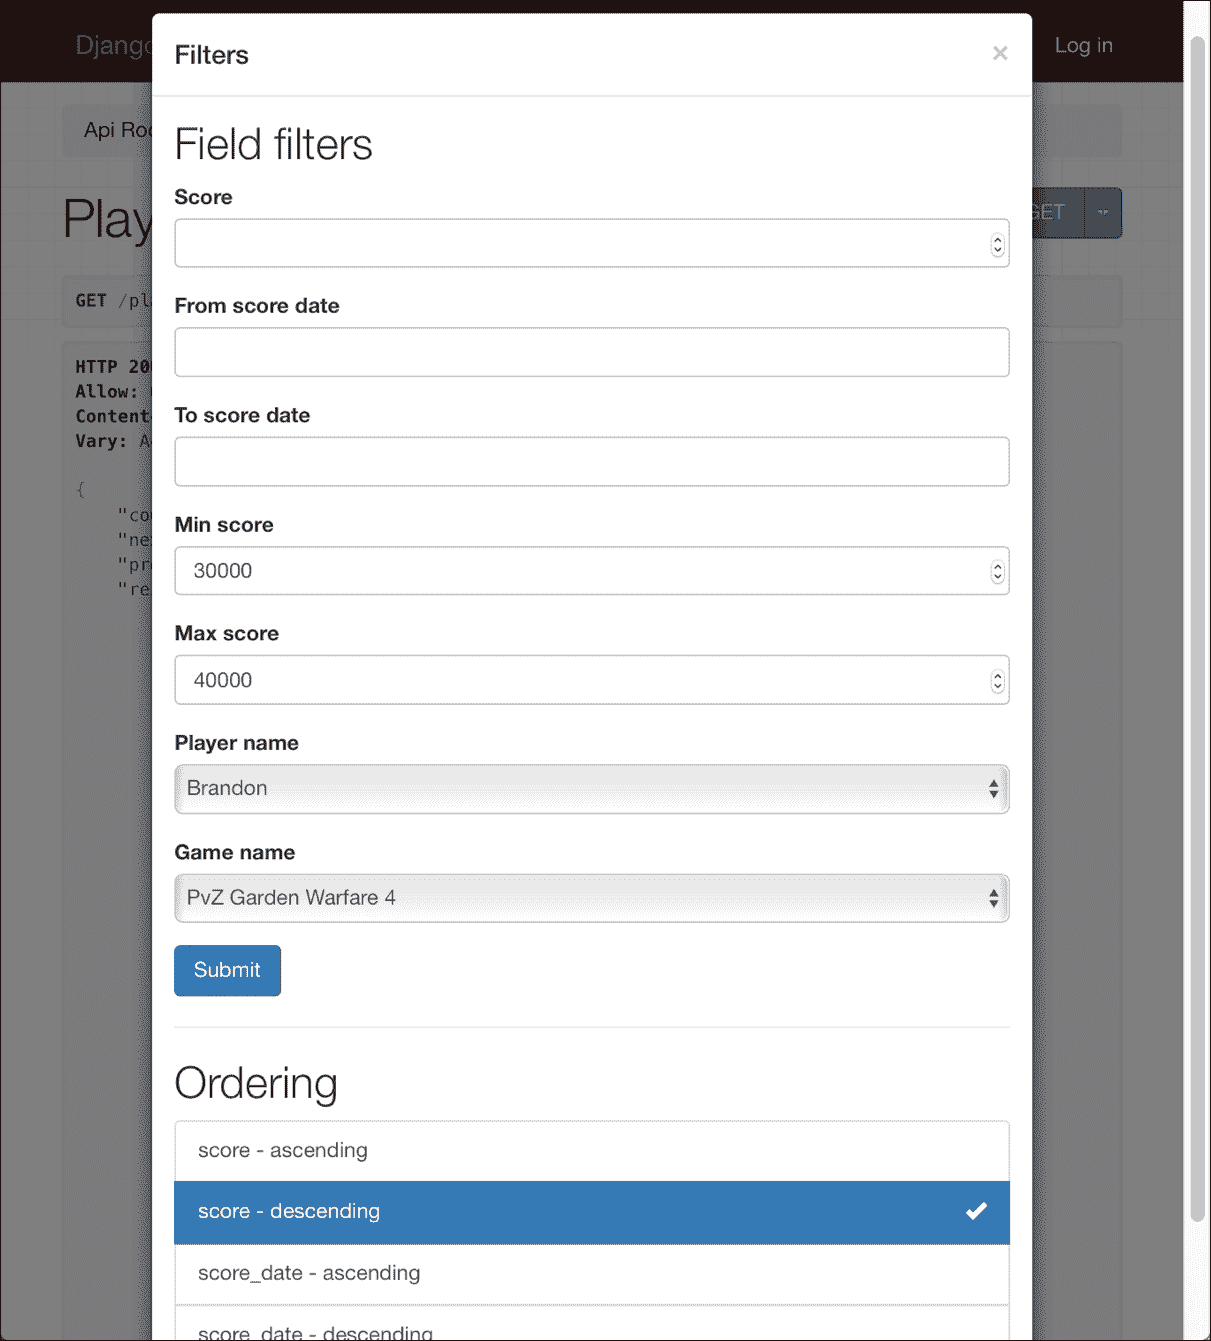 Django
Filters
×
Log in
Api Roo
Field filters
Score
Play
GET
From score date
GET /pl
HTTP 20
Allow:
To score date
Content-
Vary: A
{
"co
Min score
"ne
"pr
30000
"re
Max score
40000
Player name
Brandon
Game name
PvZ Garden Warfare 4
Submit
Ordering
score - ascending
score - descending
score_date - ascending
score_date - descending